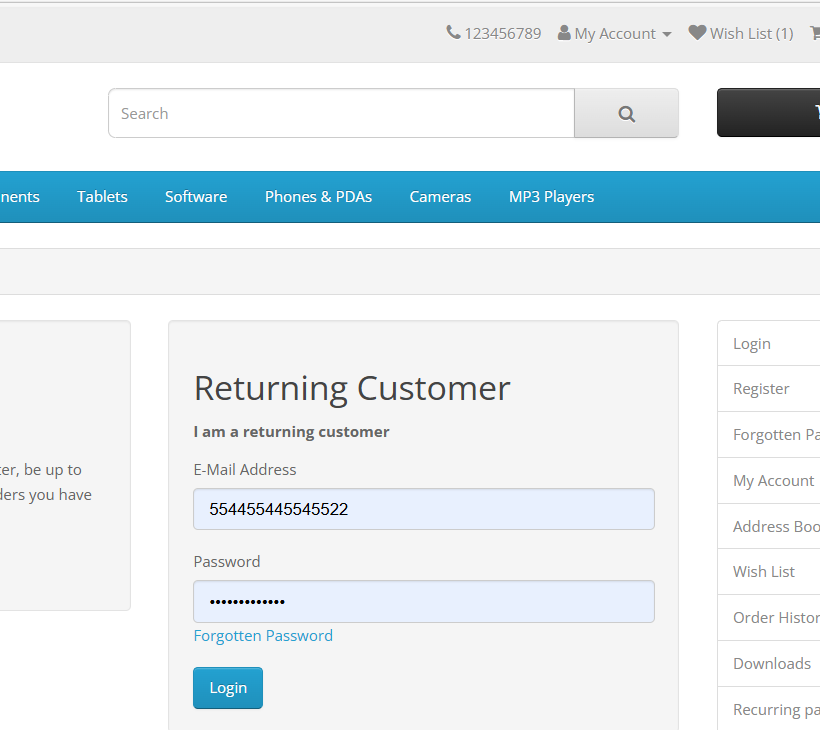 123456789 My Account Wish List (1)
Search
nents Tablets Software Phones & PDAs Cameras MP3 Players
Returning Customer
I am a returning customer
E-Mail Address
554455445545522
Password
•••••••••••••
Forgotten Password
Login
ter, be up to
ders you have
Login
Register
Forgotten Pa
My Account
Address Boo
Wish List
Order Histor
Downloads
Recurring pa